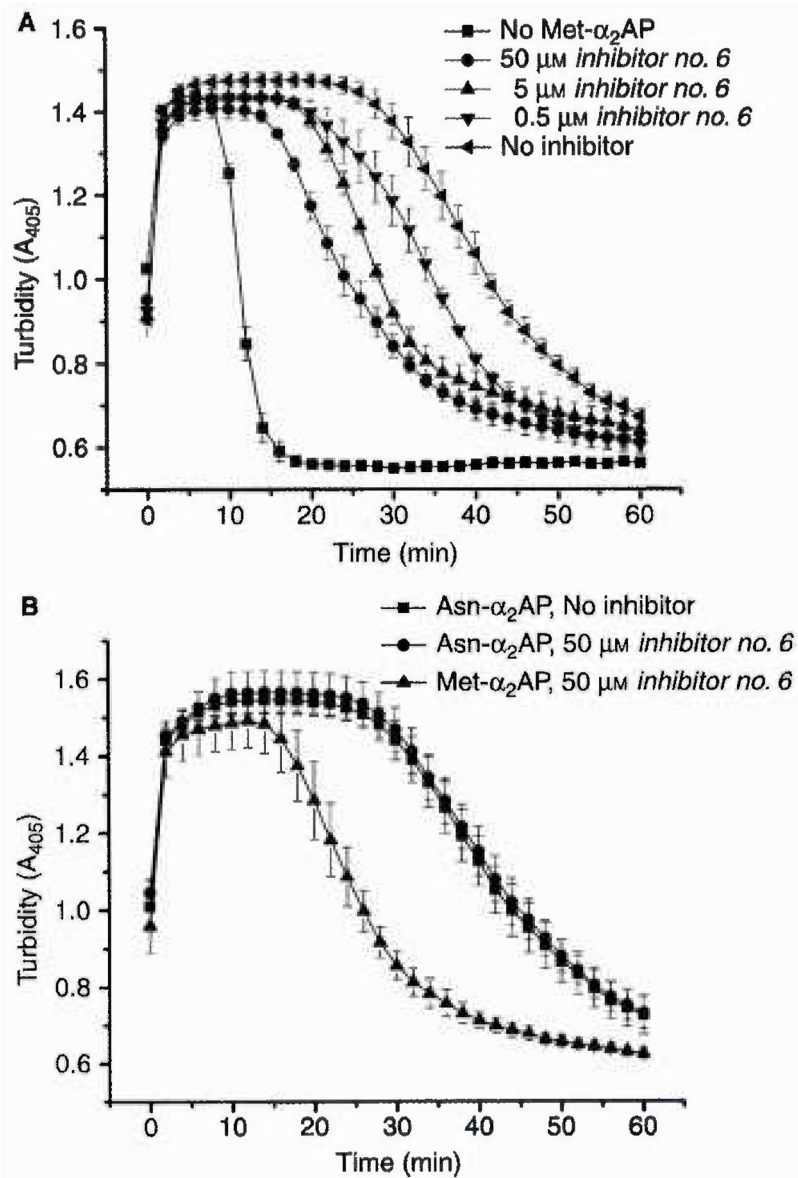 A
No Met-α₂AP
50 μM inhibitor no. 6
5 μM inhibitor no. 6
0.5 μM inhibitor no. 6
No inhibitor
1.6
1.4
1.2
1.0
0.8
0.6
Turbidity (A₄₀₅)
0 10 20 30 40 50 60
Time (min)
B
Asn-α₂AP, No inhibitor
Asn-α₂AP, 50 μM inhibitor no. 6
Met-α₂AP, 50 μM inhibitor no. 6
1.6
1.4
1.2
1.0
0.8
0.6
Turbidity (A₄₀₅)
0 10 20 30 40 50 60
Time (min)